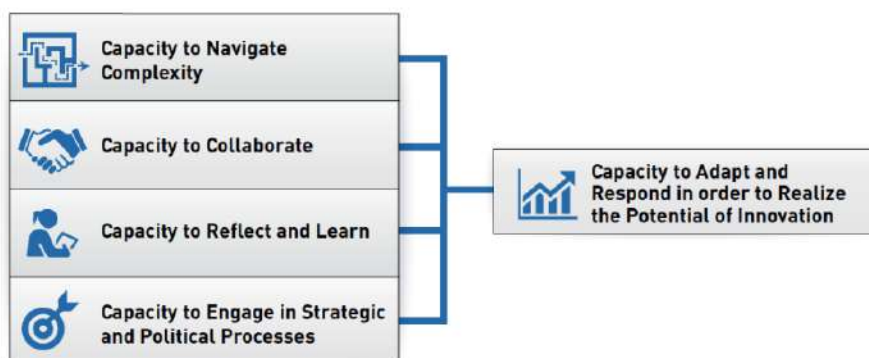 Capacity to Navigate
Complexity
Capacity to Collaborate
Capacity to Reflect and Learn
Capacity to Engage in Strategic
and Political Processes
Capacity to Adapt and
Respond in order to Realize
the Potential of Innovation